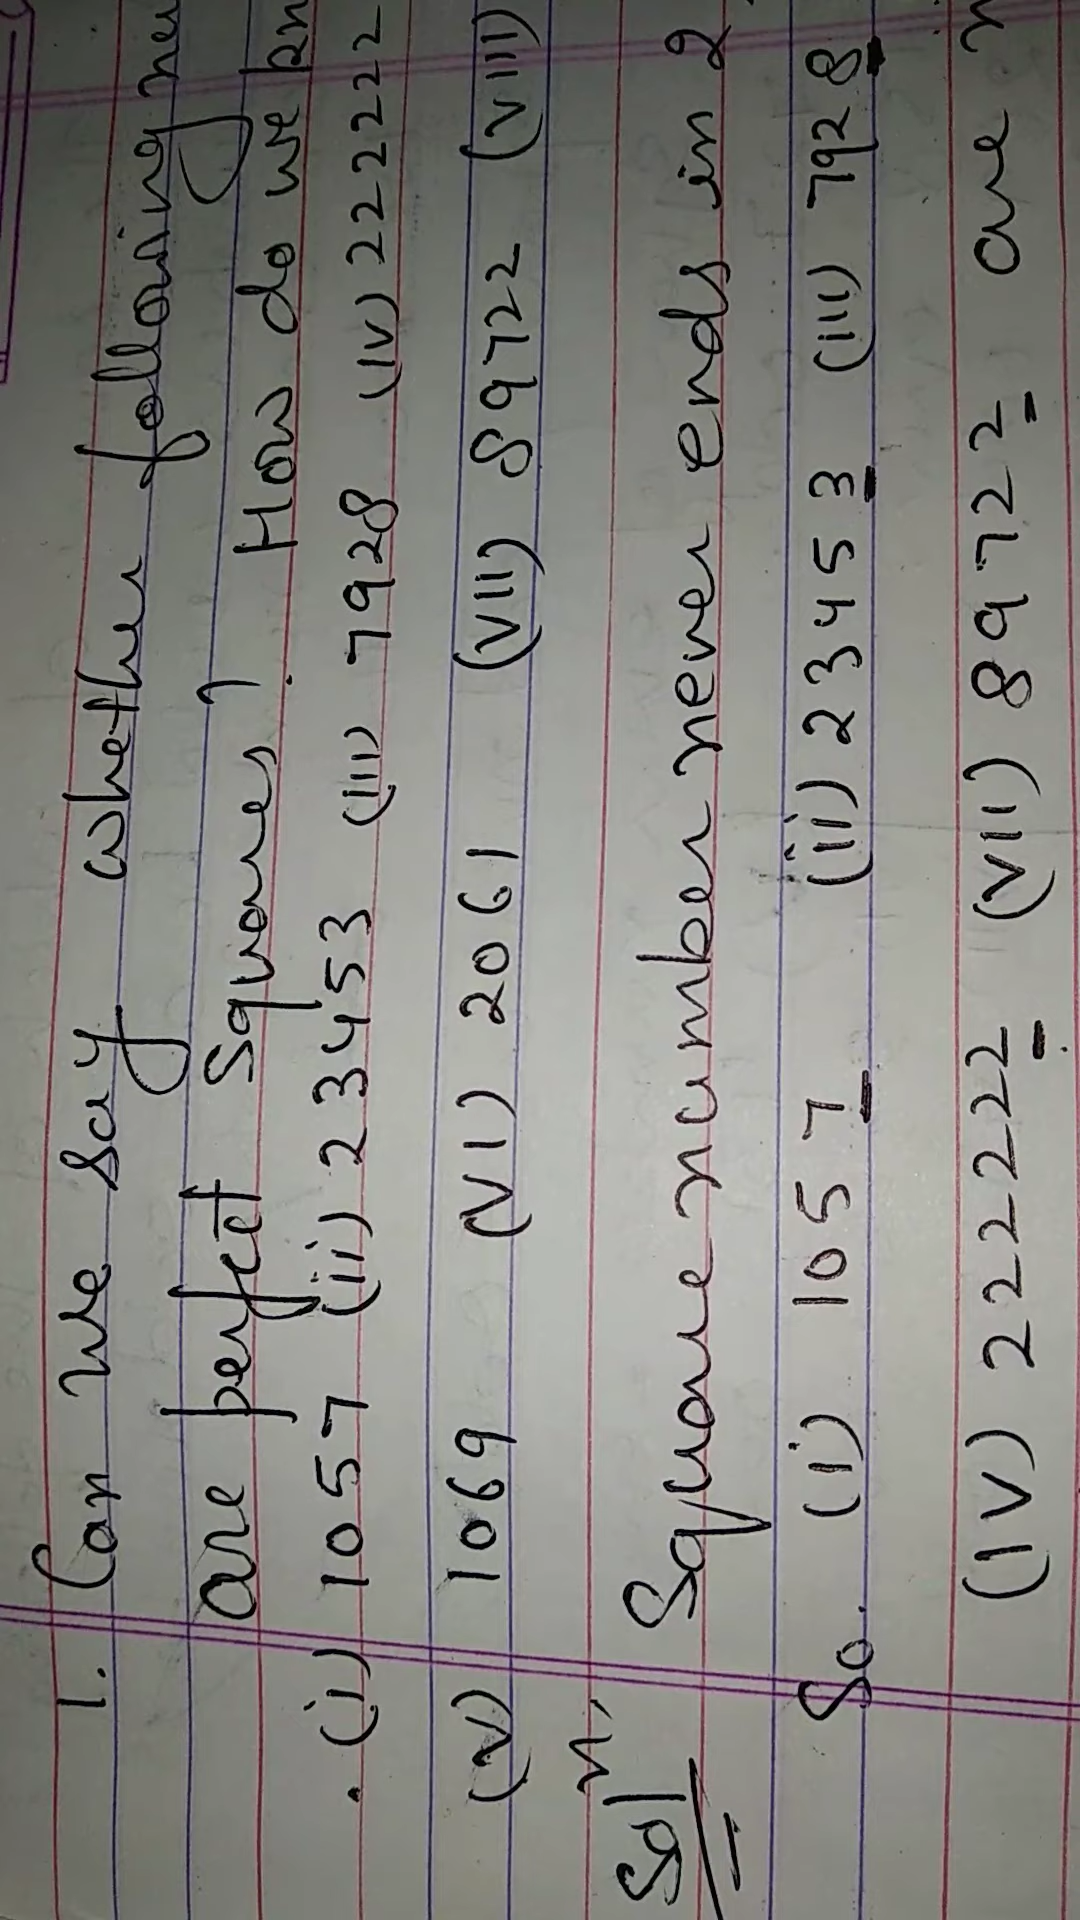 1. Can we say whether following
are perfect squares? How do we
(i) 1057 (ii) 23453 (iii) 7928 (iv) 222222
(v) 1069 (vi) 2061 (vii) 89722 (viii)
Solⁿ, Square number never ends in 2
So. (i) 1057 (ii) 23453 (iii) 7928
(iv) 222222 (vii) 89722 are